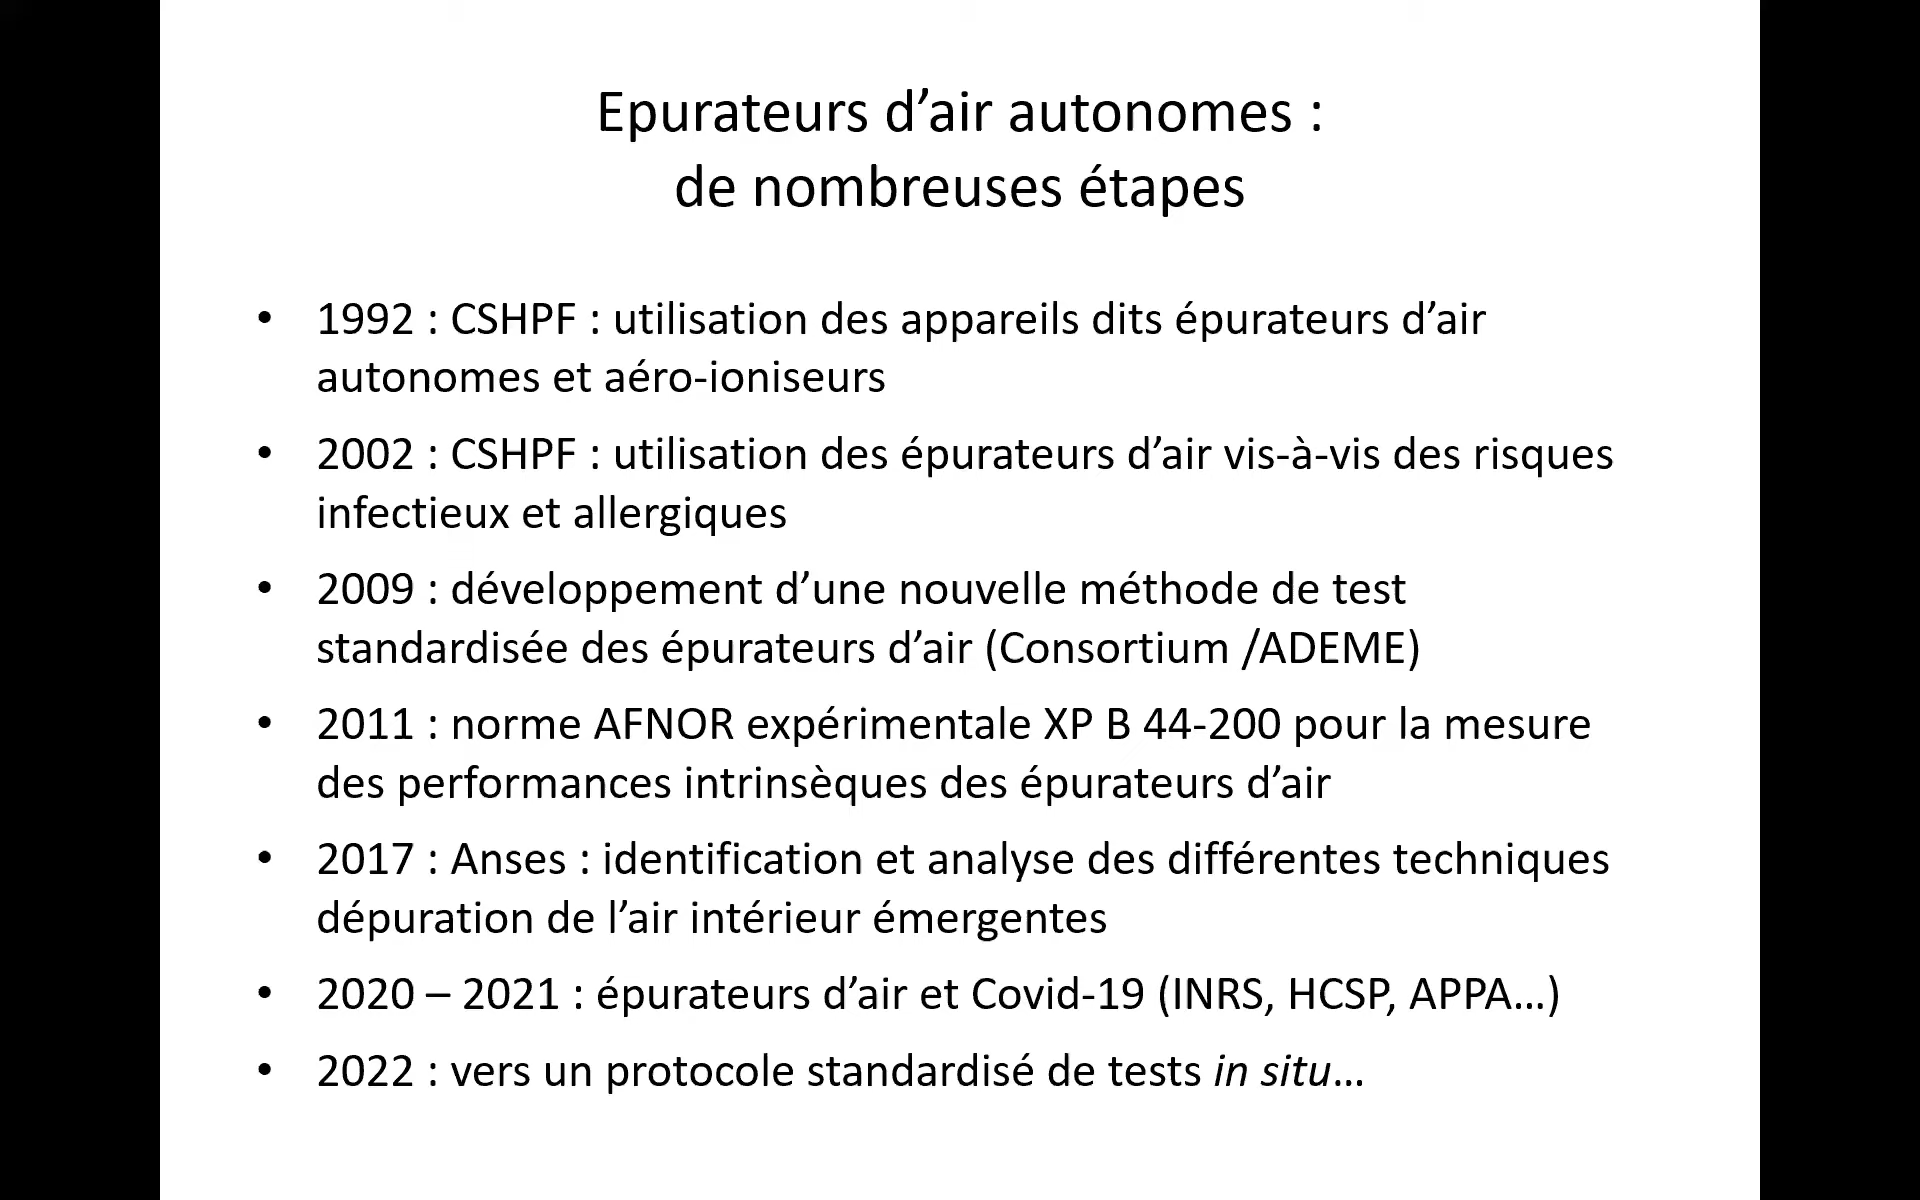 Epurateurs d’air autonomes :
de nombreuses étapes
• 1992 : CSHPF : utilisation des appareils dits épurateurs d’air
autonomes et aéro-ioniseurs
• 2002 : CSHPF : utilisation des épurateurs d’air vis-à-vis des risques
infectieux et allergiques
• 2009 : développement d’une nouvelle méthode de test
standardisée des épurateurs d’air (Consortium /ADEME)
• 2011 : norme AFNOR expérimentale XP B 44-200 pour la mesure
des performances intrinsèques des épurateurs d’air
• 2017 : Anses : identification et analyse des différentes techniques
dépuration de l’air intérieur émergentes
• 2020 – 2021 : épurateurs d’air et Covid-19 (INRS, HCSP, APPA…)
• 2022 : vers un protocole standardisé de tests in situ…